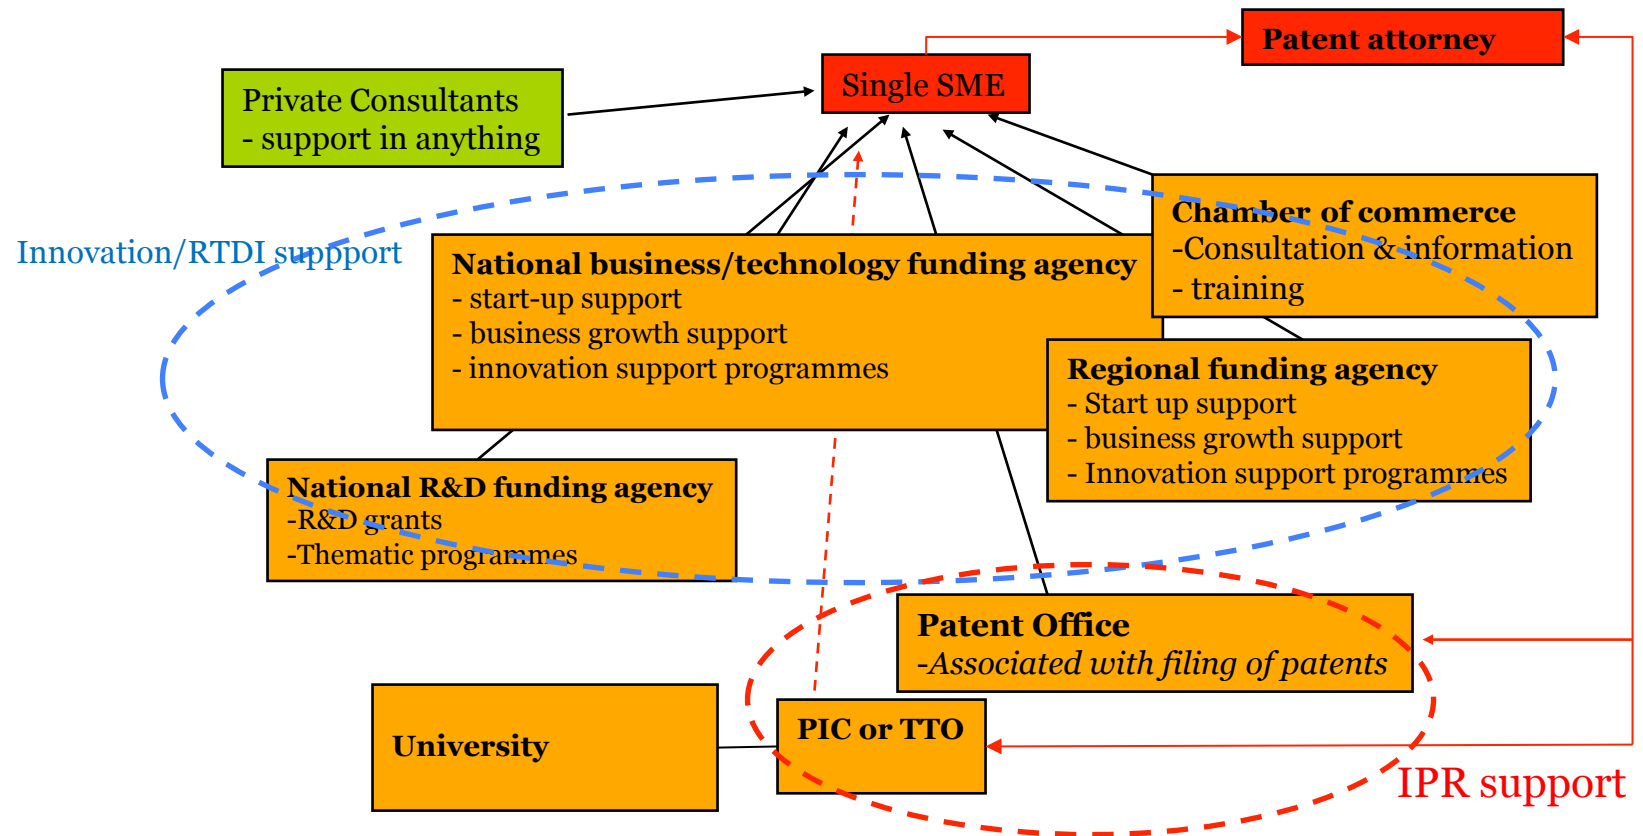 Patent attorney
Single SME
Private Consultants
- support in anything
Innovation/RTDI suppport
Chamber of commerce
-Consultation & information
- training
National business/technology funding agency
- start-up support
- business growth support
- innovation support programmes
Regional funding agency
- Start up support
- business growth support
- Innovation support programmes
National R&D funding agency
-R&D grants
-Thematic programmes
Patent Office
-Associated with filing of patents
University
PIC or TTO
IPR support